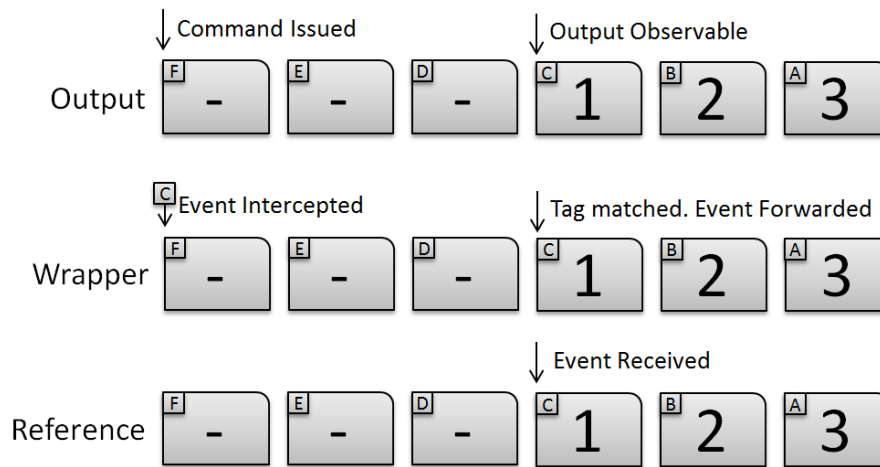 Command Issued
Output Observable
Output
F - E - D - C 1 B 2 A 3
C
Event Intercepted
Tag matched. Event Forwarded
Wrapper
F - E - D - C 1 B 2 A 3
Event Received
Reference
F - E - D - C 1 B 2 A 3